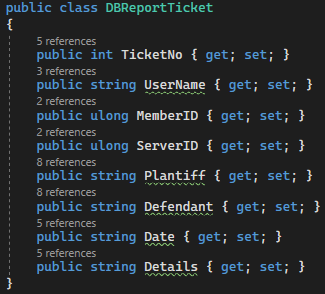 public class DBReportTicket
{
5 references
public int TicketNo { get; set; }
3 references
public string UserName { get; set; }
2 references
public ulong MemberID { get; set; }
2 references
public ulong ServerID { get; set; }
8 references
public string Plantiff { get; set; }
8 references
public string Defendant { get; set; }
5 references
public string Date { get; set; }
5 references
public string Details { get; set; }
}